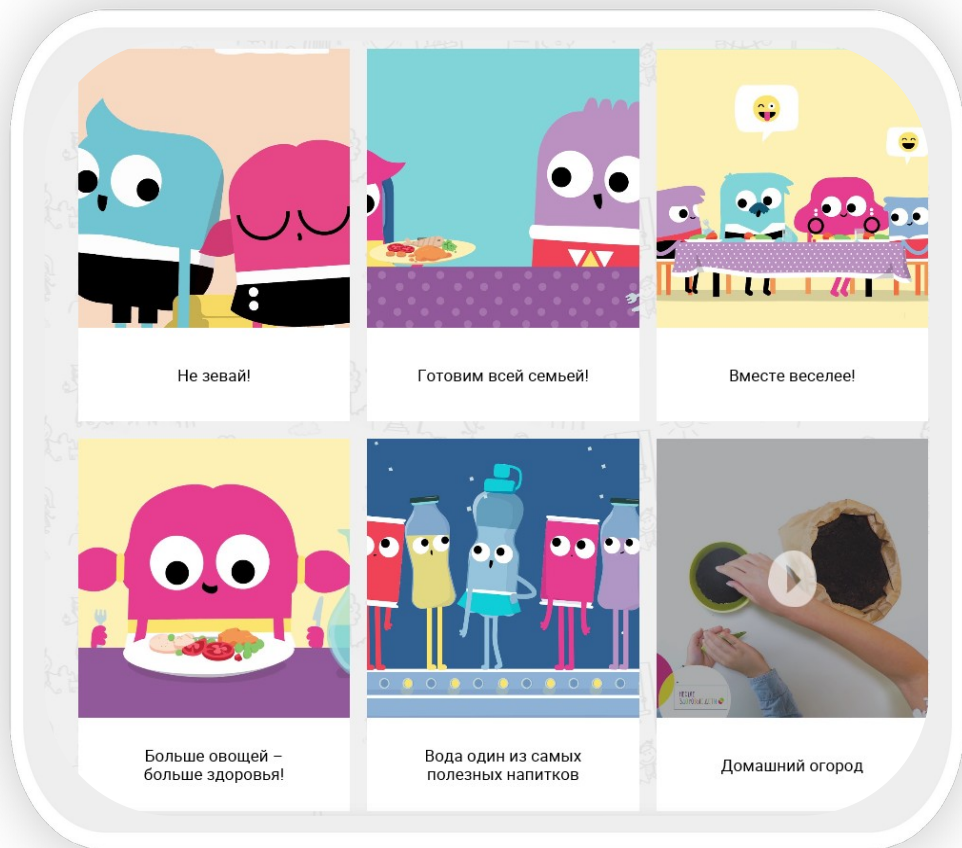 Не зевай!
Готовим всей семьей!
Вместе веселее!
Больше овощей –
больше здоровья!
Вода один из самых
полезных напитков
Домашний огород